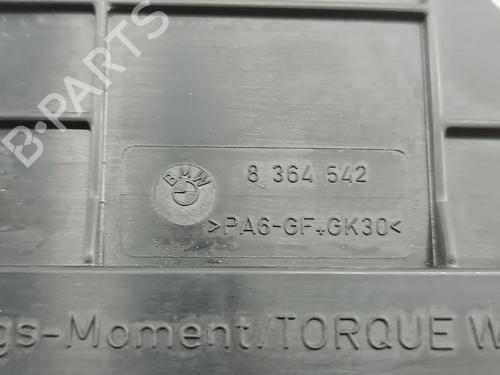 B-PARTS
BMW
8 364 542
>PA6-GF+GK30<
gs-Moment/TORQUE W